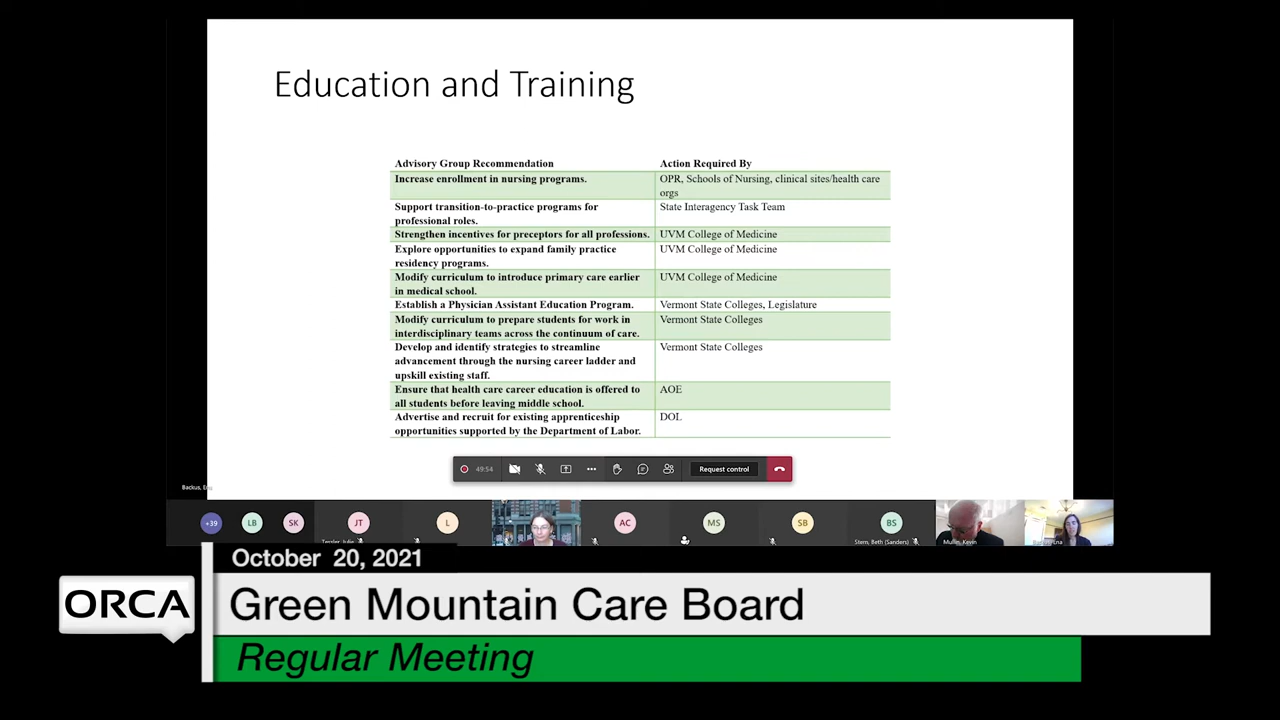 Education and Training
Advisory Group Recommendation Action Required By
Increase enrollment in nursing programs. OPR, Schools of Nursing, clinical sites/health care
orgs
Support transition-to-practice programs for State Interagency Task Team
professional roles.
Strengthen incentives for preceptors for all professions. UVM College of Medicine
Explore opportunities to expand family practice UVM College of Medicine
residency programs.
Modify curriculum to introduce primary care earlier UVM College of Medicine
in medical school.
Establish a Physician Assistant Education Program. Vermont State Colleges, Legislature
Modify curriculum to prepare students for work in Vermont State Colleges
interdisciplinary teams across the continuum of care.
Develop and identify strategies to streamline Vermont State Colleges
advancement through the nursing career ladder and
upskill existing staff.
Ensure that health care career education is offered to AOE
all students before leaving middle school.
Advertise and recruit for existing apprenticeship DOL
opportunities supported by the Department of Labor.
49:54 Request control
Backus,
+39 LB SK JT L AC MS SB BS
Stern, Beth (Sanders) Mullin, Kevin
October 20, 2021
ORCA
Green Mountain Care Board
Regular Meeting